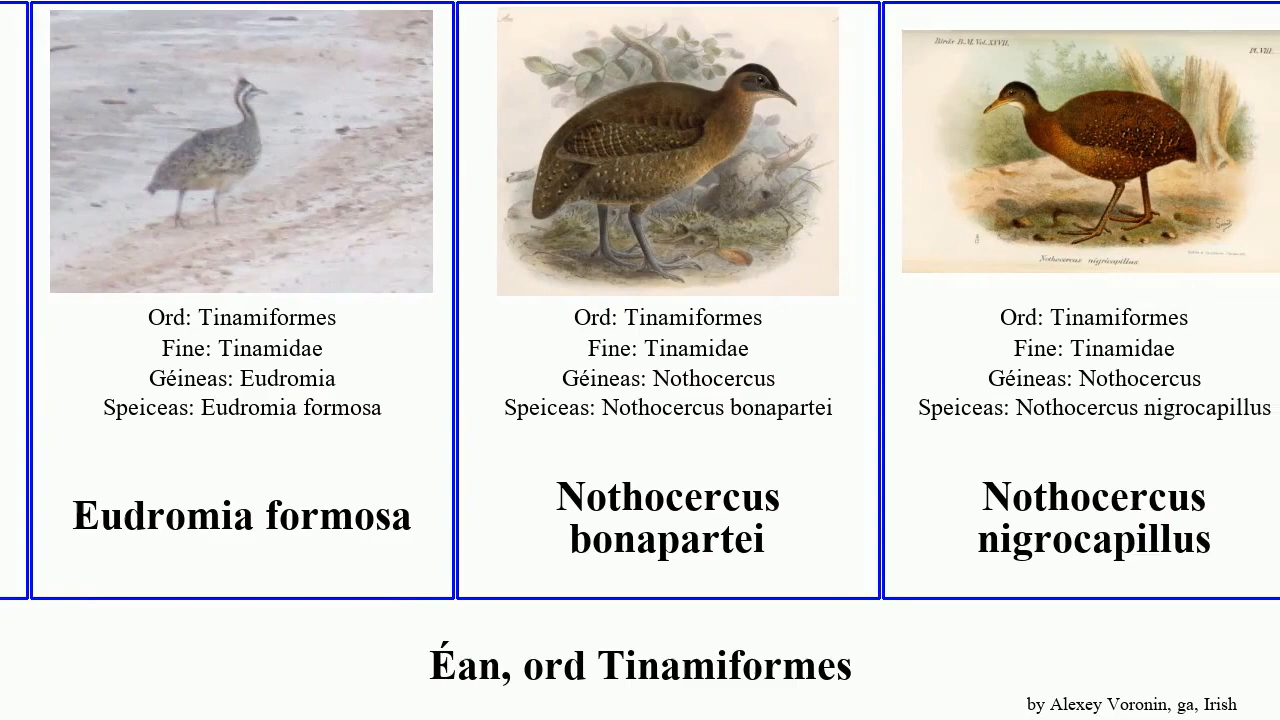 Ord: Tinamiformes
Fine: Tinamidae
Géineas: Eudromia
Speiceas: Eudromia formosa
Eudromia formosa
Ord: Tinamiformes
Fine: Tinamidae
Géineas: Nothocercus
Speiceas: Nothocercus bonapartei
Nothocercus
bonapartei
Birds B.M. Vol. XXVII.
Pl. VIII.
Nothocercus nigricapillus
Ord: Tinamiformes
Fine: Tinamidae
Géineas: Nothocercus
Speiceas: Nothocercus nigrocapillus
Nothocercus
nigrocapillus
Éan, ord Tinamiformes
by Alexey Voronin, ga, Irish